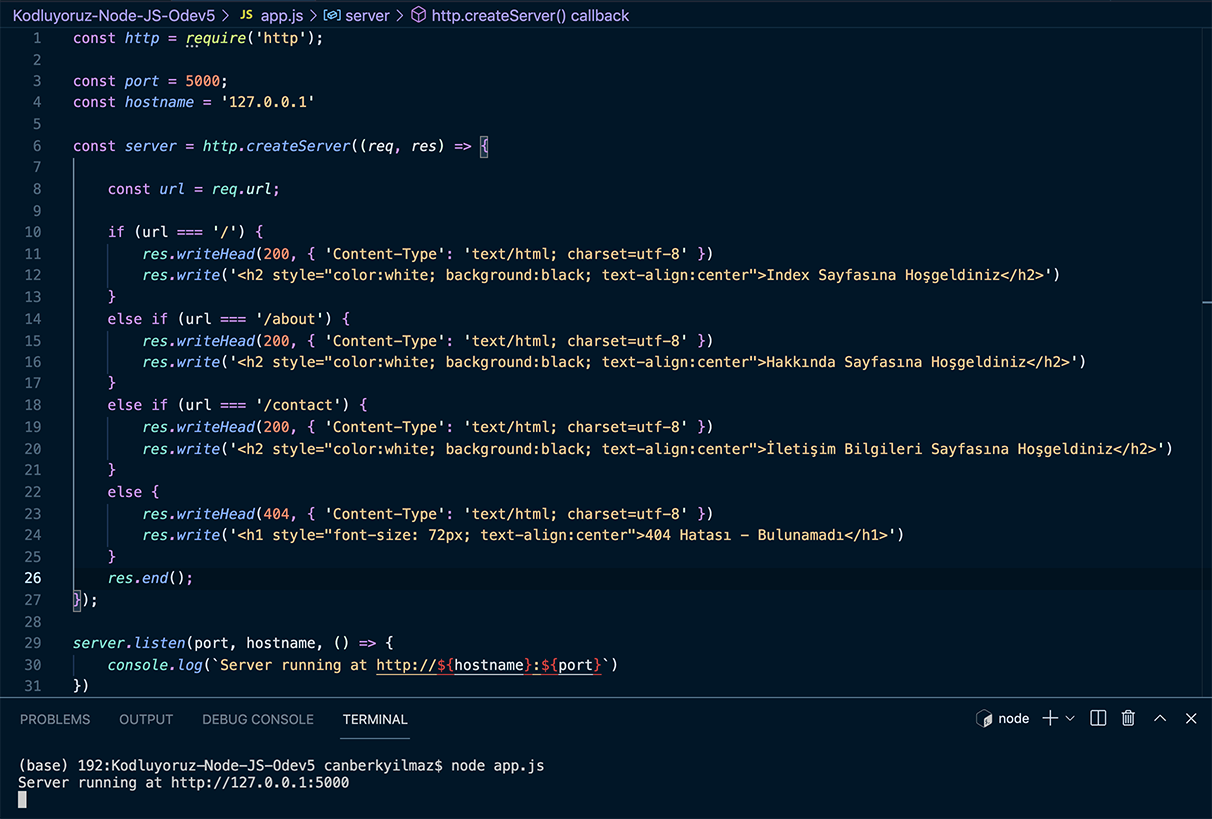 Kodluyoruz-Node-JS-Odev5 > JS app.js > server > http.createServer() callback
1 const http = require('http');
2
3 const port = 5000;
4 const hostname = '127.0.0.1'
5
6 const server = http.createServer((req, res) => {
7
8 const url = req.url;
9
10 if (url === '/') {
11 res.writeHead(200, { 'Content-Type': 'text/html; charset=utf-8' })
12 res.write('<h2 style="color:white; background:black; text-align:center">Index Sayfasına Hoşgeldiniz</h2>')
13 }
14 else if (url === '/about') {
15 res.writeHead(200, { 'Content-Type': 'text/html; charset=utf-8' })
16 res.write('<h2 style="color:white; background:black; text-align:center">Hakkında Sayfasına Hoşgeldiniz</h2>')
17 }
18 else if (url === '/contact') {
19 res.writeHead(200, { 'Content-Type': 'text/html; charset=utf-8' })
20 res.write('<h2 style="color:white; background:black; text-align:center">İletişim Bilgileri Sayfasına Hoşgeldiniz</h2>')
21 }
22 else {
23 res.writeHead(404, { 'Content-Type': 'text/html; charset=utf-8' })
24 res.write('<h1 style="font-size: 72px; text-align:center">404 Hatası - Bulunamadı</h1>')
25 }
26 res.end();
27 });
28
29 server.listen(port, hostname, () => {
30 console.log(`Server running at http://${hostname}:${port}`)
31 })
PROBLEMS OUTPUT DEBUG CONSOLE TERMINAL node
(base) 192:Kodluyoruz-Node-JS-Odev5 canberkyilmaz$ node app.js
Server running at http://127.0.0.1:5000